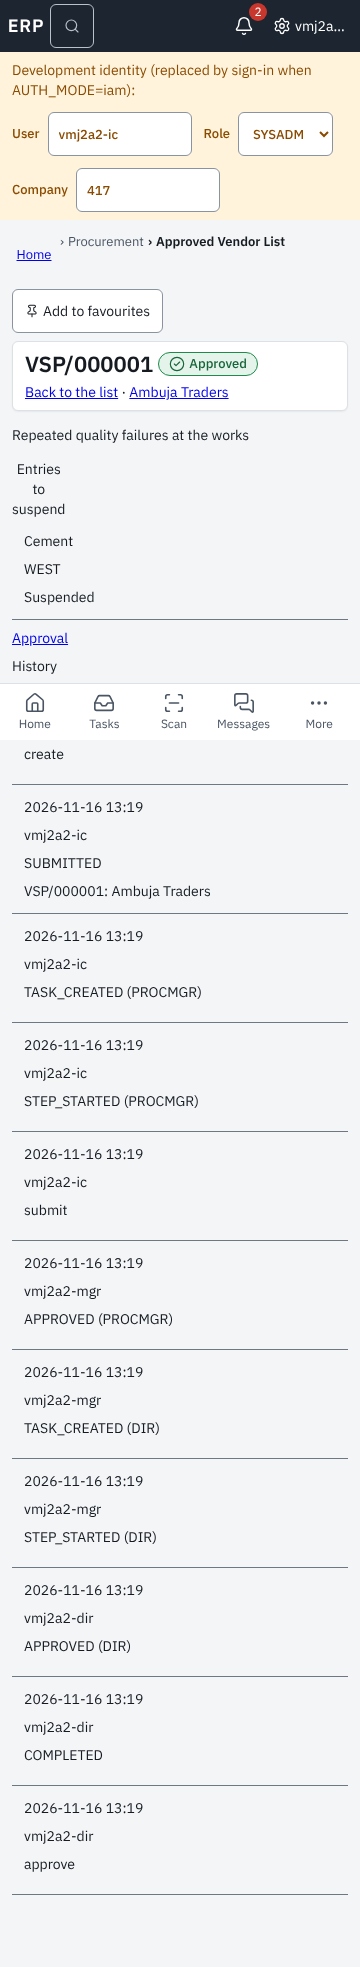 ERP
2
vmj2a...
Development identity (replaced by sign-in when
AUTH_MODE=iam):
User
vmj2a2-ic
Role
SYSADM
Company
417
Home
› Procurement › Approved Vendor List
Add to favourites
VSP/000001
Approved
Back to the list · Ambuja Traders
Repeated quality failures at the works
Entries
to
suspend
Cement
WEST
Suspended
Approval
History
Home
Tasks
Scan
Messages
More
create
2026-11-16 13:19
vmj2a2-ic
SUBMITTED
VSP/000001: Ambuja Traders
2026-11-16 13:19
vmj2a2-ic
TASK_CREATED (PROCMGR)
2026-11-16 13:19
vmj2a2-ic
STEP_STARTED (PROCMGR)
2026-11-16 13:19
vmj2a2-ic
submit
2026-11-16 13:19
vmj2a2-mgr
APPROVED (PROCMGR)
2026-11-16 13:19
vmj2a2-mgr
TASK_CREATED (DIR)
2026-11-16 13:19
vmj2a2-mgr
STEP_STARTED (DIR)
2026-11-16 13:19
vmj2a2-dir
APPROVED (DIR)
2026-11-16 13:19
vmj2a2-dir
COMPLETED
2026-11-16 13:19
vmj2a2-dir
approve